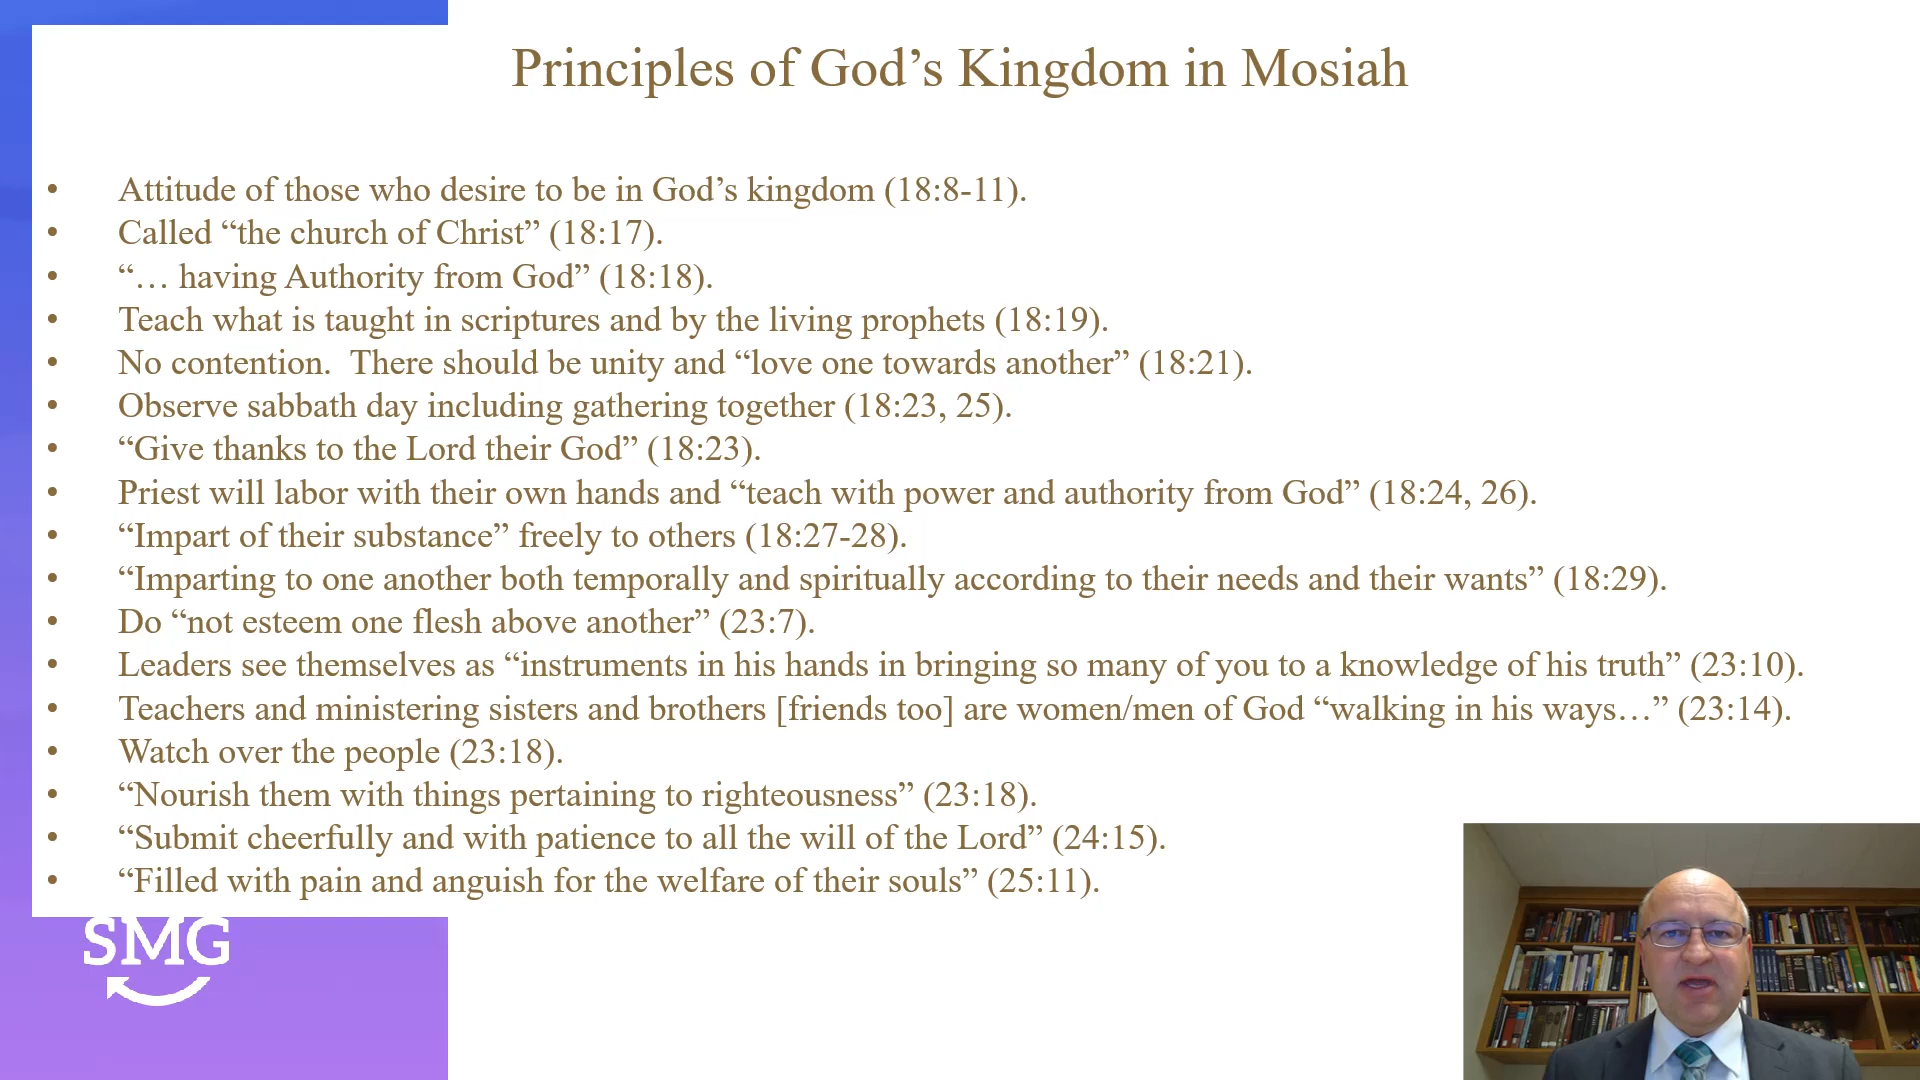 Principles of God’s Kingdom in Mosiah
• Attitude of those who desire to be in God’s kingdom (18:8-11).
• Called “the church of Christ” (18:17).
• “… having Authority from God” (18:18).
• Teach what is taught in scriptures and by the living prophets (18:19).
• No contention.  There should be unity and “love one towards another” (18:21).
• Observe sabbath day including gathering together (18:23, 25).
• “Give thanks to the Lord their God” (18:23).
• Priest will labor with their own hands and “teach with power and authority from God” (18:24, 26).
• “Impart of their substance” freely to others (18:27-28).
• “Imparting to one another both temporally and spiritually according to their needs and their wants” (18:29).
• Do “not esteem one flesh above another” (23:7).
• Leaders see themselves as “instruments in his hands in bringing so many of you to a knowledge of his truth” (23:10).
• Teachers and ministering sisters and brothers [friends too] are women/men of God “walking in his ways…” (23:14).
• Watch over the people (23:18).
• “Nourish them with things pertaining to righteousness” (23:18).
• “Submit cheerfully and with patience to all the will of the Lord” (24:15).
• “Filled with pain and anguish for the welfare of their souls” (25:11).
SMG